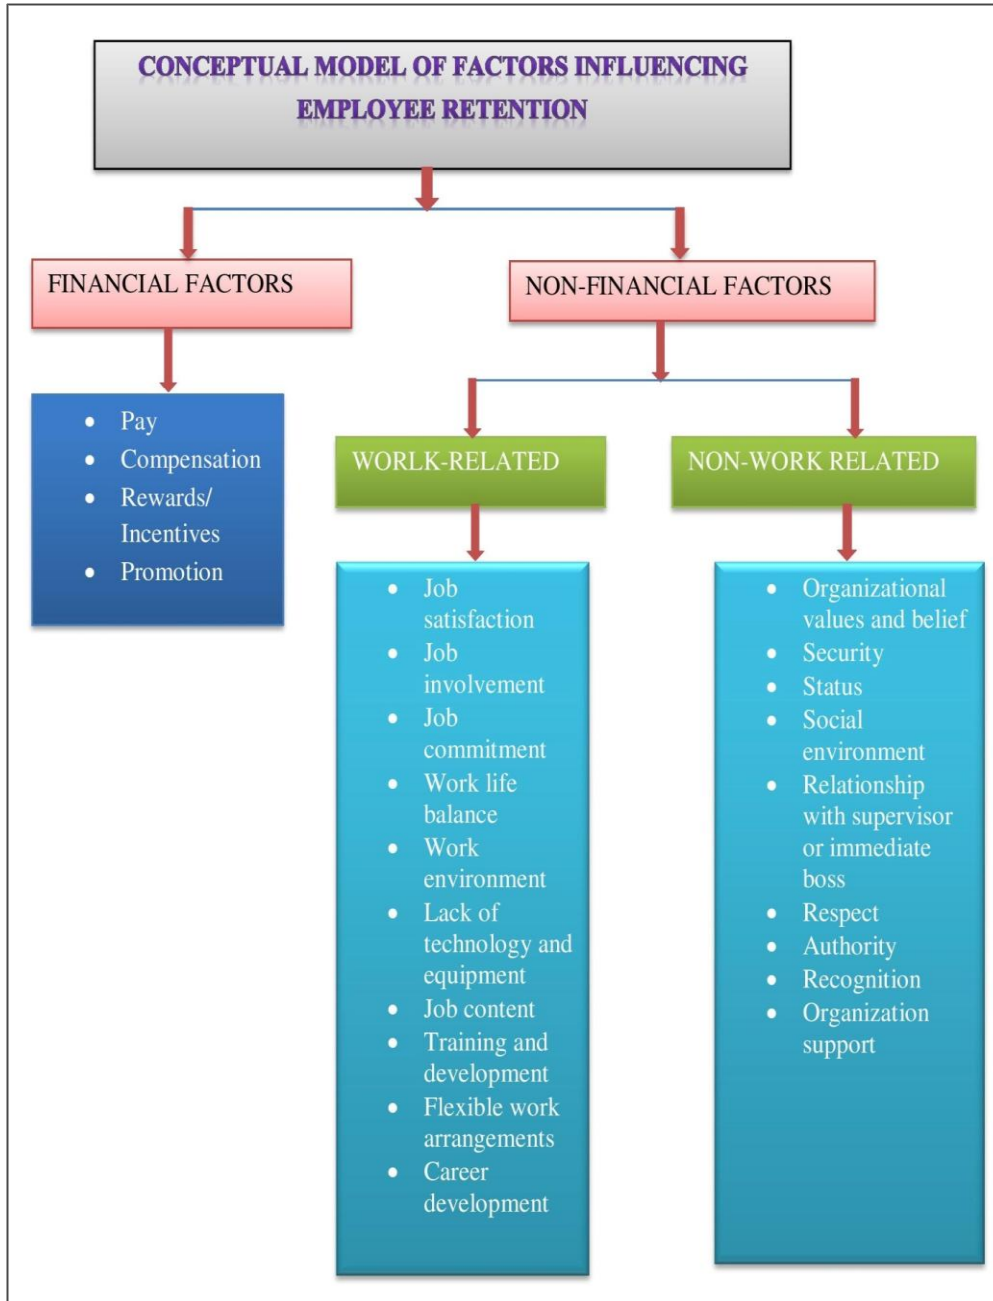 CONCEPTUAL MODEL OF FACTORS INFLUENCING
EMPLOYEE RETENTION
FINANCIAL FACTORS
NON-FINANCIAL FACTORS
• Pay
• Compensation
• Rewards/
Incentives
• Promotion
WORLK-RELATED
NON-WORK RELATED
• Job
satisfaction
• Job
involvement
• Job
commitment
• Work life
balance
• Work
environment
• Lack of
technology and
equipment
• Job content
• Training and
development
• Flexible work
arrangements
• Career
development
• Organizational
values and belief
• Security
• Status
• Social
environment
• Relationship
with supervisor
or immediate
boss
• Respect
• Authority
• Recognition
• Organization
support